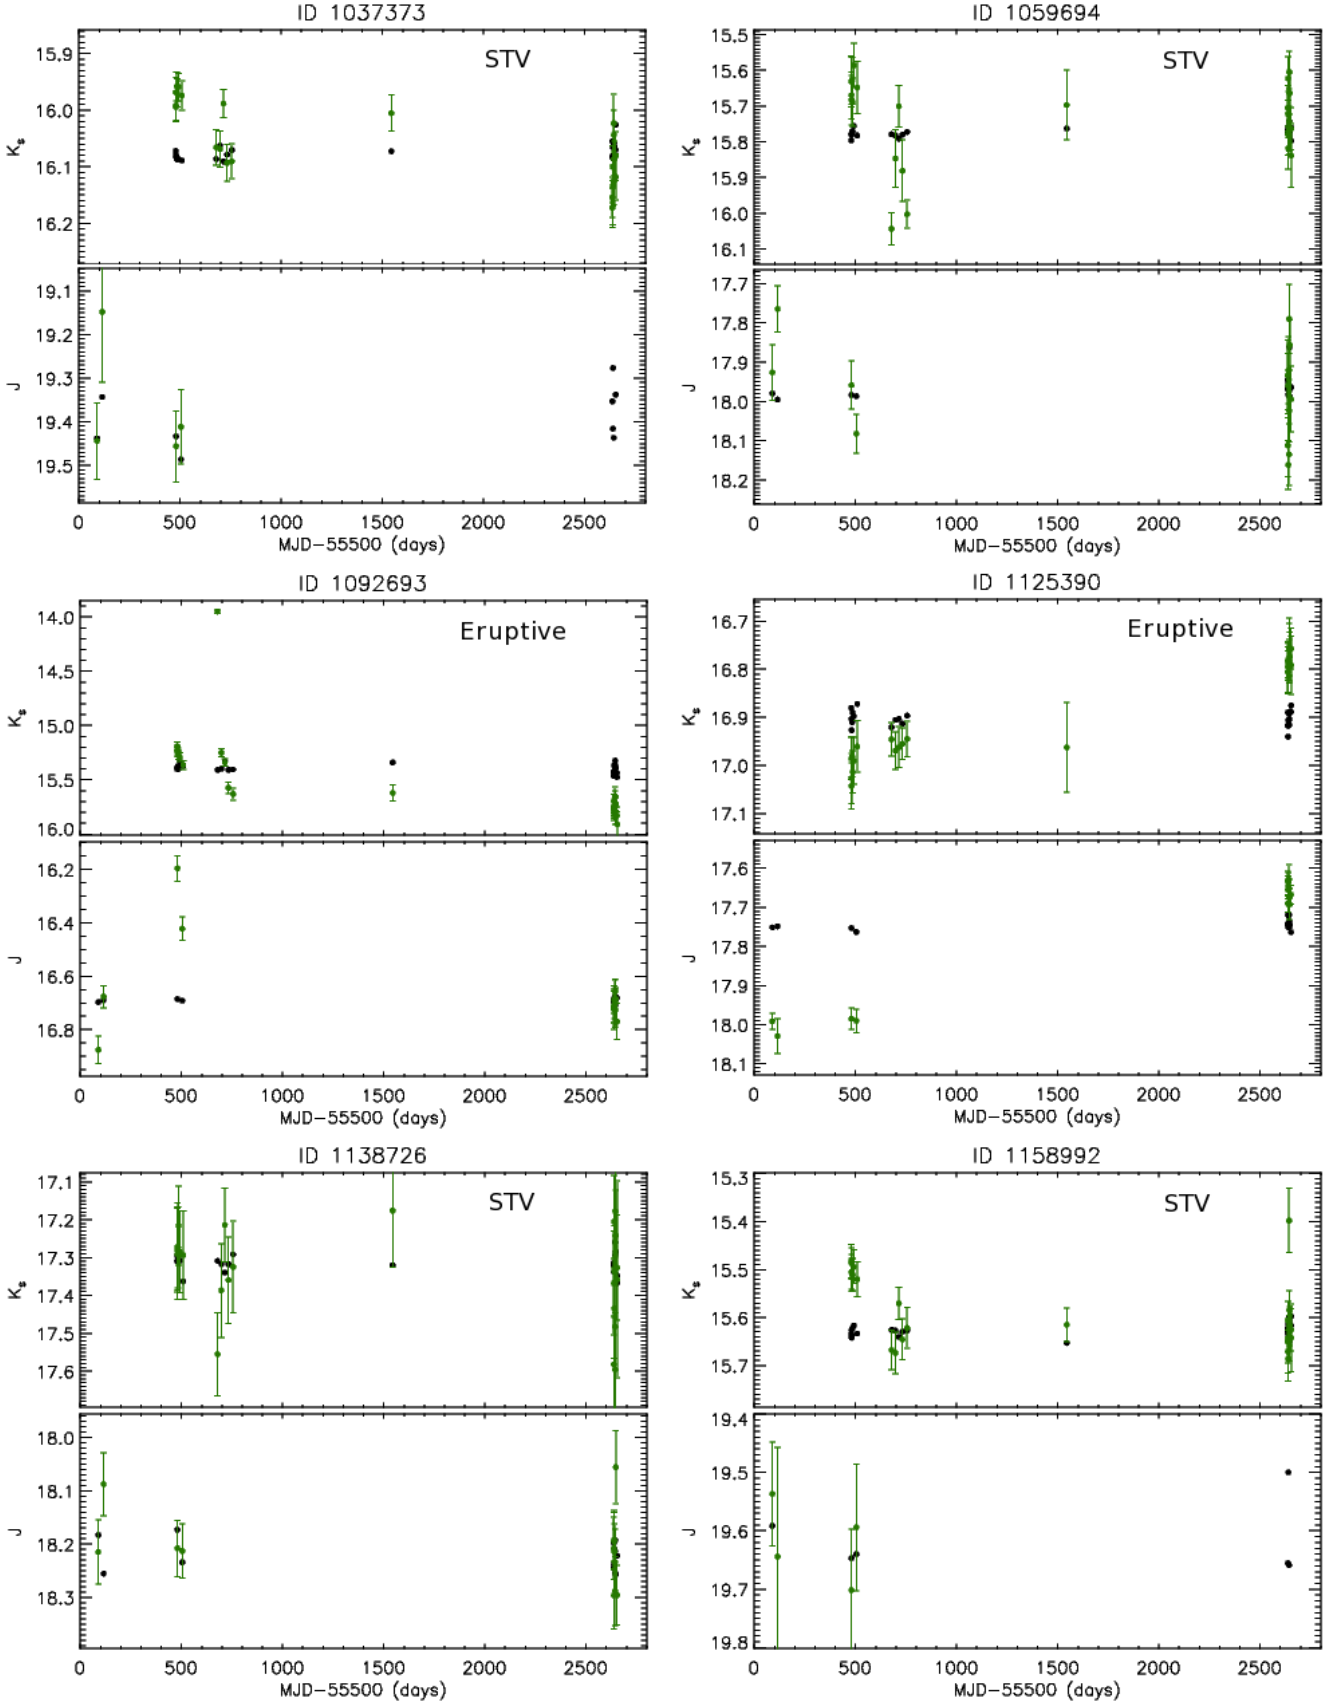 ID 1037373
STV
15.9
16.0
16.1
16.2
Ks
19.1
19.2
19.3
19.4
19.5
J
0 500 1000 1500 2000 2500
MJD-55500 (days)
ID 1059694
STV
15.5
15.6
15.7
15.8
15.9
16.0
16.1
Ks
17.7
17.8
17.9
18.0
18.1
18.2
J
0 500 1000 1500 2000 2500
MJD-55500 (days)
ID 1092693
Eruptive
14.0
14.5
15.0
15.5
16.0
Ks
16.2
16.4
16.6
16.8
J
0 500 1000 1500 2000 2500
MJD-55500 (days)
ID 1125390
Eruptive
16.7
16.8
16.9
17.0
17.1
Ks
17.6
17.7
17.8
17.9
18.0
18.1
J
0 500 1000 1500 2000 2500
MJD-55500 (days)
ID 1138726
STV
17.1
17.2
17.3
17.4
17.5
17.6
Ks
18.0
18.1
18.2
18.3
J
0 500 1000 1500 2000 2500
MJD-55500 (days)
ID 1158992
STV
15.3
15.4
15.5
15.6
15.7
Ks
19.4
19.5
19.6
19.7
19.8
J
0 500 1000 1500 2000 2500
MJD-55500 (days)